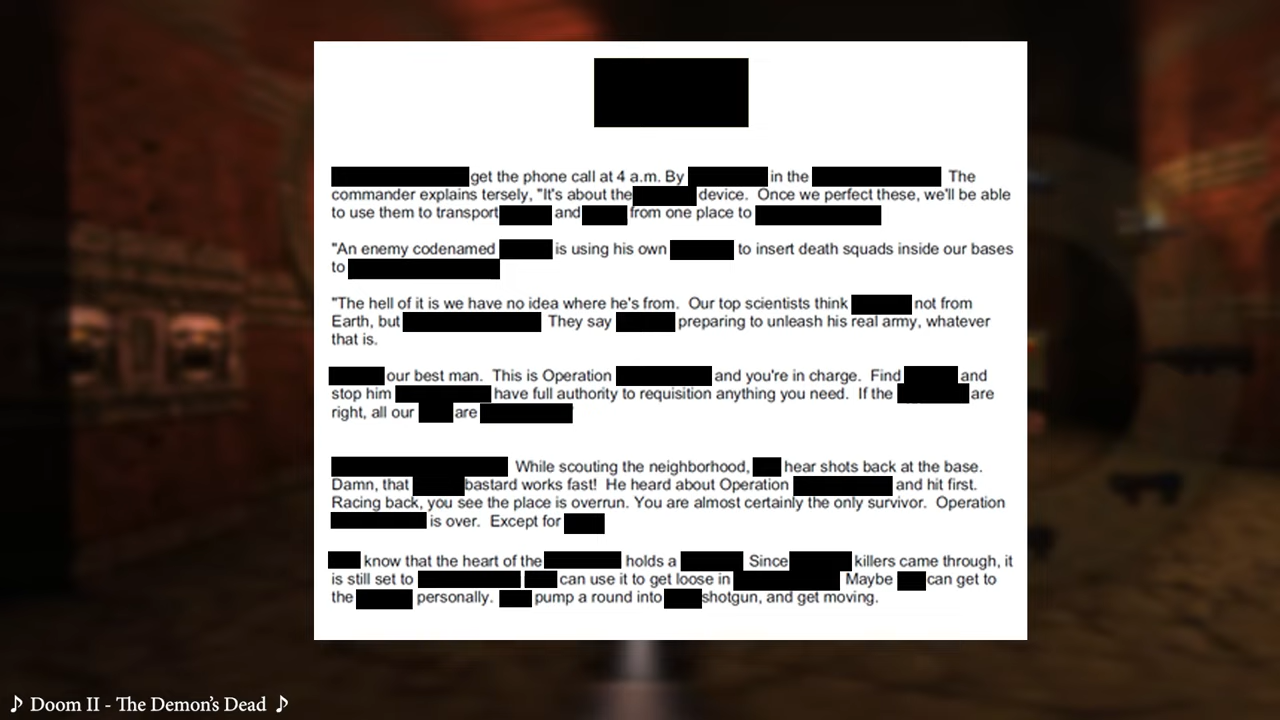 get the phone call at 4 a.m. By in the The
commander explains tersely, "It's about the device. Once we perfect these, we'll be able
to use them to transport and from one place to
"An enemy codenamed is using his own to insert death squads inside our bases
to
"The hell of it is we have no idea where he's from. Our top scientists think not from
Earth, but They say preparing to unleash his real army, whatever
that is.
our best man. This is Operation and you're in charge. Find and
stop him have full authority to requisition anything you need. If the are
right, all our are
While scouting the neighborhood, hear shots back at the base.
Damn, that bastard works fast! He heard about Operation and hit first.
Racing back, you see the place is overrun. You are almost certainly the only survivor. Operation
is over. Except for
know that the heart of the holds a Since killers came through, it
is still set to can use it to get loose in Maybe can get to
the personally. pump a round into shotgun, and get moving.
♪ Doom II - The Demon's Dead ♪